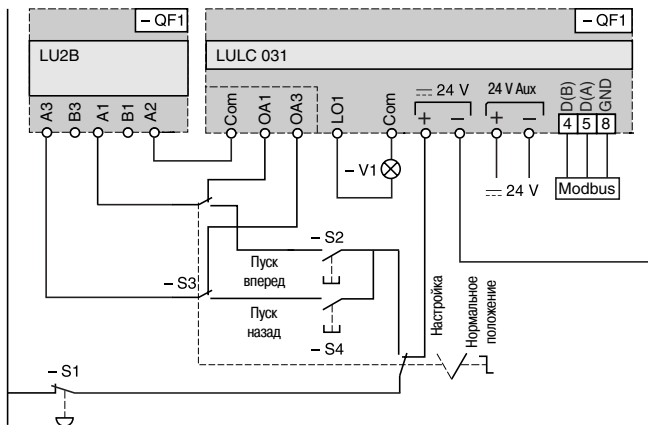 – QF1
– QF1
LU2B
LULC 031
A3
B3
A1
B1
A2
Com
OA1
OA3
LO1
Com
24 V
+
–
24 V Aux
+
–
D(B)
D(A)
GND
4
5
8
– V1
24 V
Modbus
– S2
Пуск
вперед
– S3
Пуск
назад
– S4
Настройка
Нормальное
положение
– S1